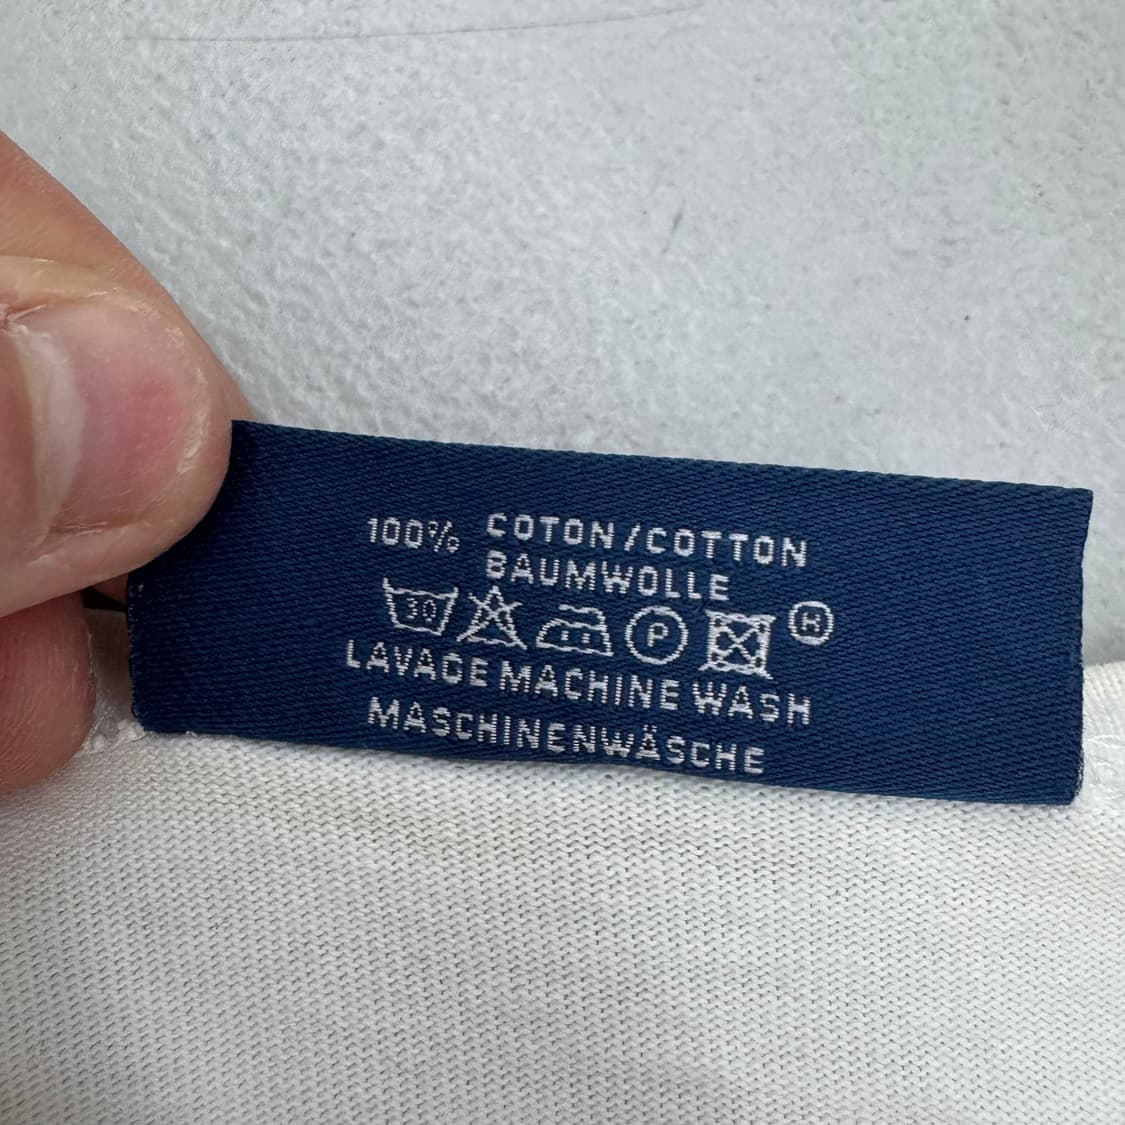 100% COTON/COTTON
BAUMWOLLE
30 P ®
LAVAGE MACHINE WASH
MASCHINENWÄSCHE